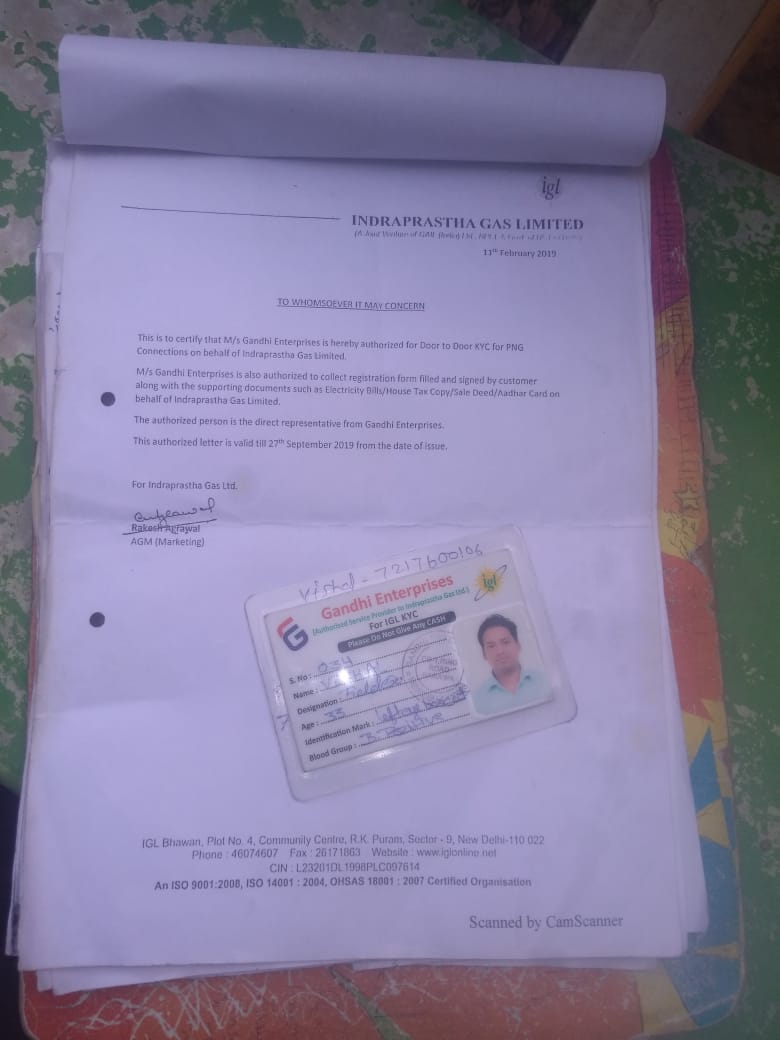 igl
INDRAPRASTHA GAS LIMITED
(A Joint Venture of GAIL (India) Ltd., BPCL & Govt. of
11th February 2019
TO WHOMSOEVER IT MAY CONCERN
This is to certify that M/s Gandhi Enterprises is hereby authorized for Door to Door KYC for PNG
Connections on behalf of Indraprastha Gas Limited.
M/s Gandhi Enterprises is also authorized to collect registration form filled and signed by customer
along with the supporting documents such as Electricity Bills/House Tax Copy/Sale Deed/Aadhar Card on
behalf of Indraprastha Gas Limited.
The authorized person is the direct representative from Gandhi Enterprises.
This authorized letter is valid till 27th September 2019 from the date of issue.
For Indraprastha Gas Ltd.
Rakesh Agrawal
AGM (Marketing)
Vishal - 7217600106
Gandhi Enterprises
igl
(Authorised Service Provider to Indraprastha Gas Ltd.)
For IGL KYC
Please Do Not Give Any CASH
S. No:
Name :
Designation :
Age : 33
Identification Mark :
Blood Group : B Positive
IGL Bhawan, Plot No. 4, Community Centre, R.K. Puram, Sector - 9, New Delhi-110 022
Phone : 46074607 Fax : 26171863 Website : www.iglonline.net
CIN : L23201DL1998PLC097614
An ISO 9001:2008, ISO 14001 : 2004, OHSAS 18001 : 2007 Certified Organisation
Scanned by CamScanner